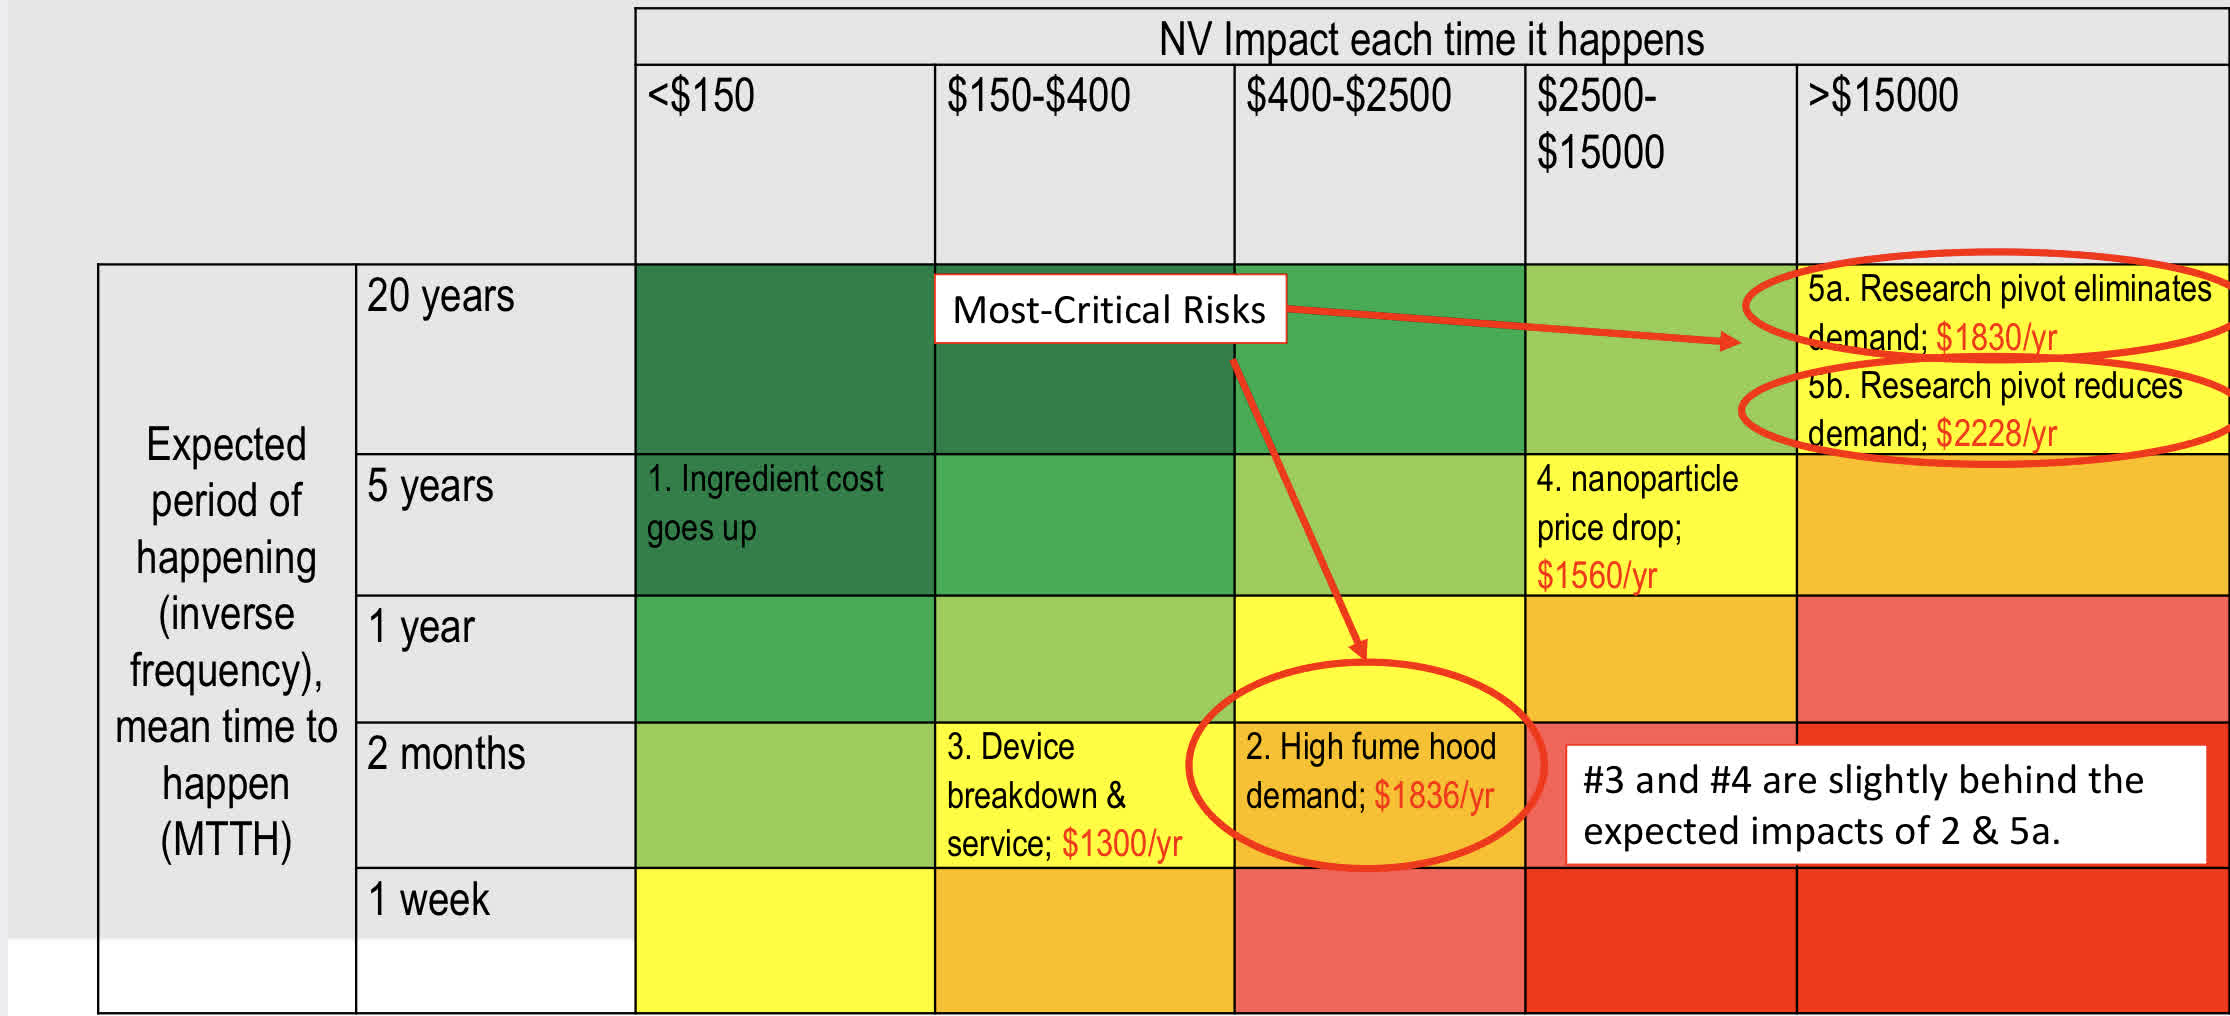 NV Impact each time it happens
<$150
$150-$400
$400-$2500
$2500-
$15000
>$15000
Expected
period of
happening
(inverse
frequency),
mean time to
happen
(MTTH)
20 years
Most-Critical Risks
5a. Research pivot eliminates
demand; $1830/yr
5b. Research pivot reduces
demand; $2228/yr
5 years
1. Ingredient cost
goes up
4. nanoparticle
price drop;
$1560/yr
1 year
2 months
3. Device
breakdown &
service; $1300/yr
2. High fume hood
demand; $1836/yr
#3 and #4 are slightly behind the
expected impacts of 2 & 5a.
1 week